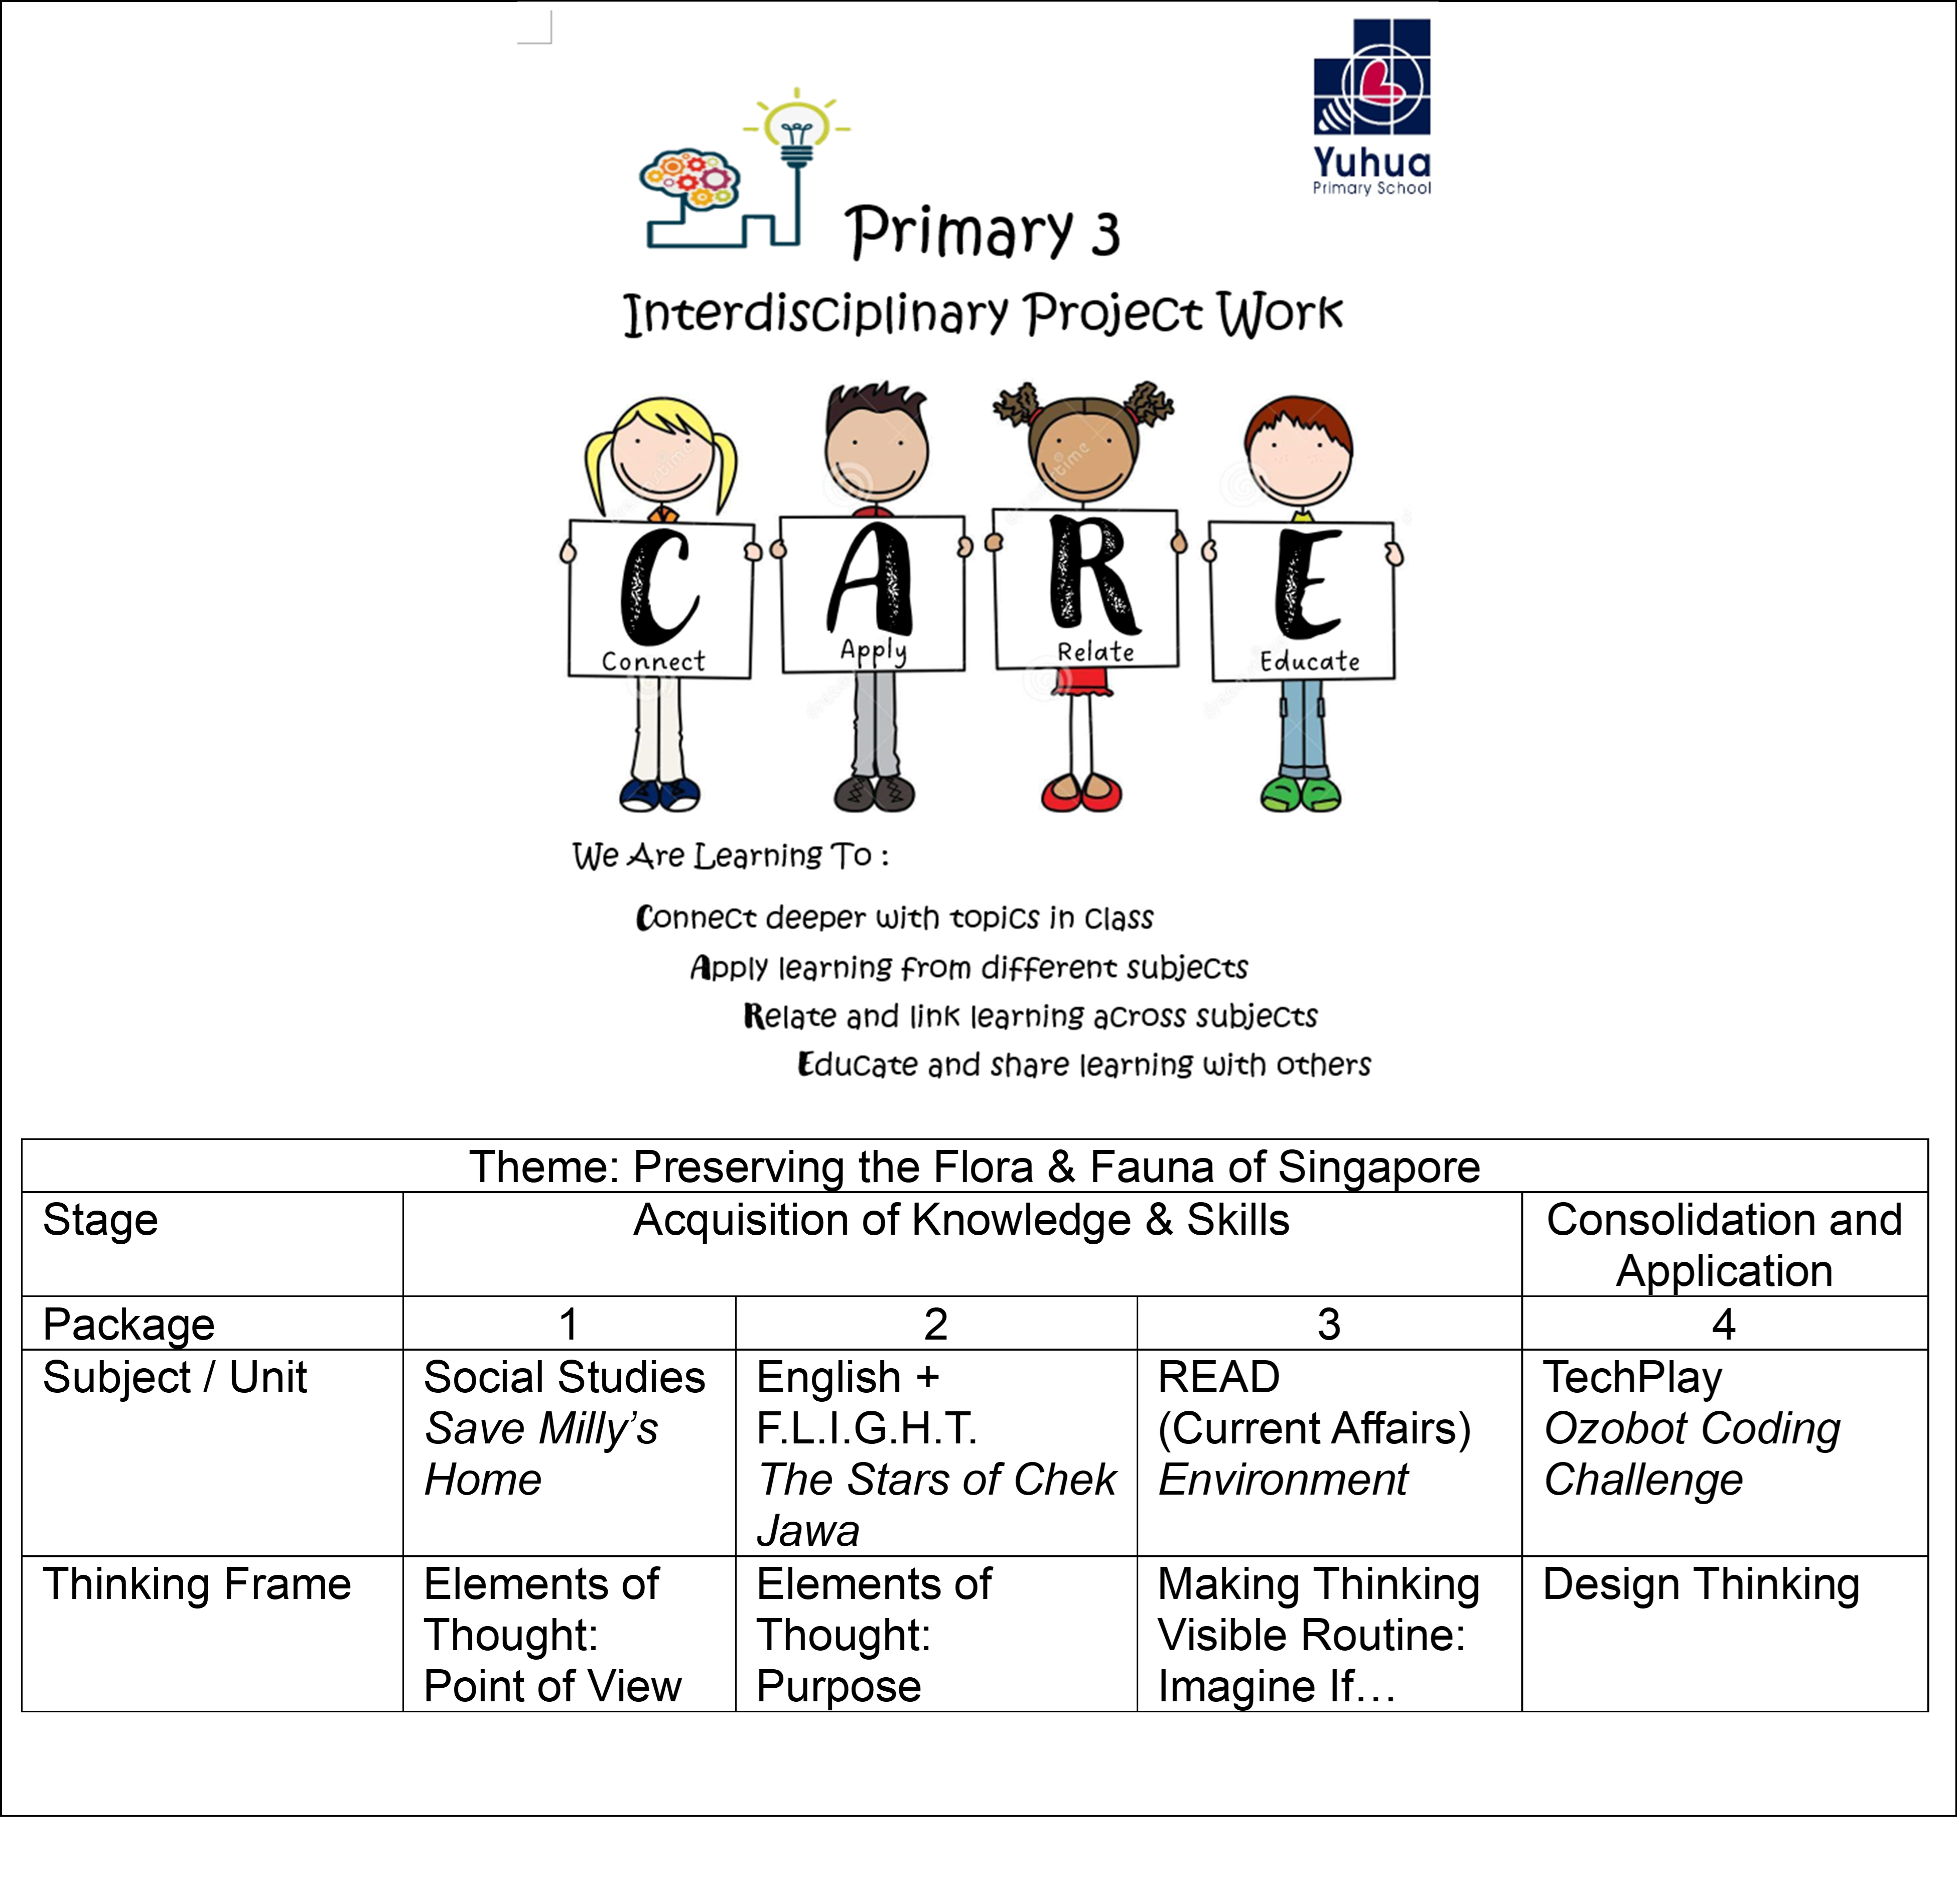 Yuhua
Primary School
Primary 3
Interdisciplinary Project Work
C
Connect
A
Apply
R
Relate
E
Educate
We Are Learning To :
Connect deeper with topics in class
Apply learning from different subjects
Relate and link learning across subjects
Educate and share learning with others
Theme: Preserving the Flora & Fauna of Singapore
Stage
Acquisition of Knowledge & Skills
Consolidation and
Application
Package
1
2
3
4
Subject / Unit
Social Studies
Save Milly’s
Home
English +
F.L.I.G.H.T.
The Stars of Chek
Jawa
READ
(Current Affairs)
Environment
TechPlay
Ozobot Coding
Challenge
Thinking Frame
Elements of
Thought:
Point of View
Elements of
Thought:
Purpose
Making Thinking
Visible Routine:
Imagine If…
Design Thinking